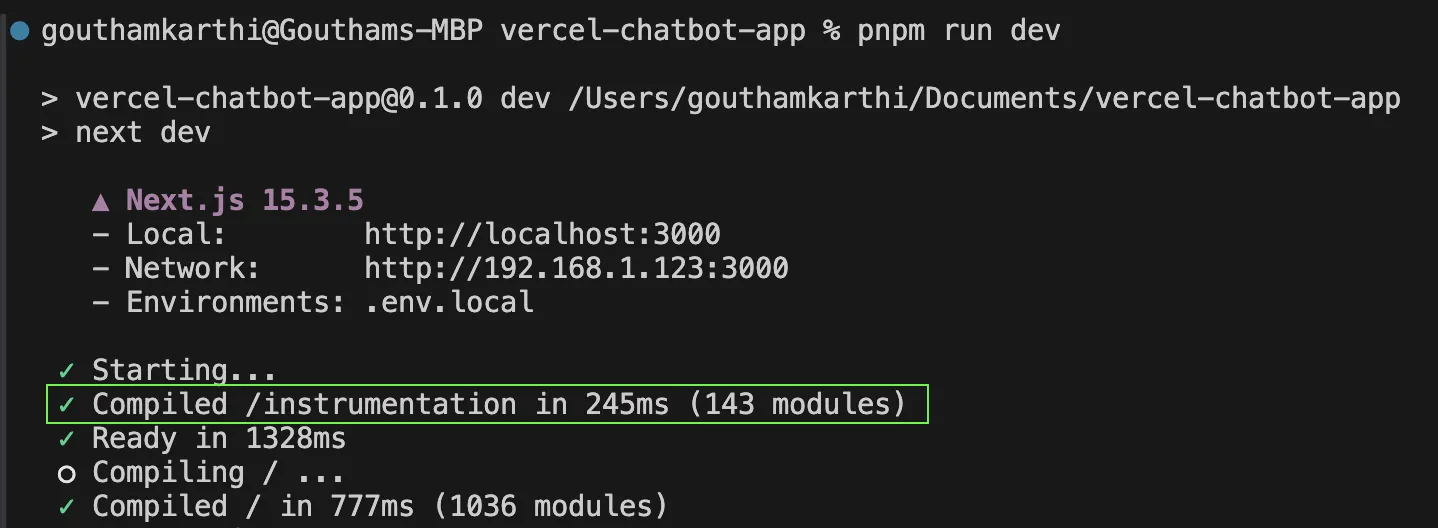 gouthamkarthi@Gouthams-MBP vercel-chatbot-app % pnpm run dev
> vercel-chatbot-app@0.1.0 dev /Users/gouthamkarthi/Documents/vercel-chatbot-app
> next dev
▲ Next.js 15.3.5
- Local: http://localhost:3000
- Network: http://192.168.1.123:3000
- Environments: .env.local
✓ Starting...
✓ Compiled /instrumentation in 245ms (143 modules)
✓ Ready in 1328ms
○ Compiling / ...
✓ Compiled / in 777ms (1036 modules)